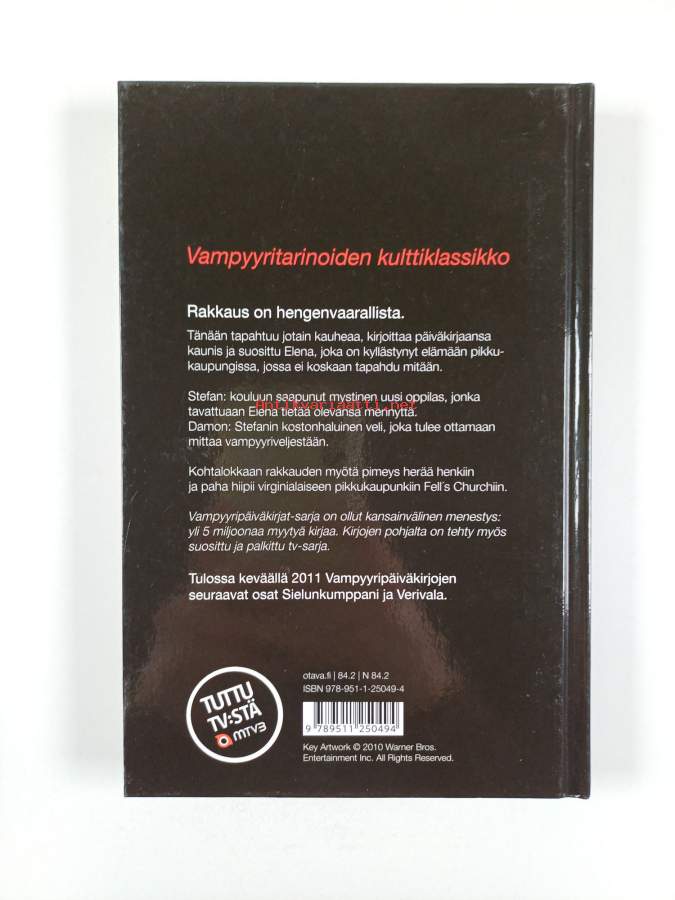 Vampyyritarinoiden kulttiklassikko
Rakkaus on hengenvaarallista.
Tänään tapahtuu jotain kauheaa, kirjoittaa päiväkirjaansa
kaunis ja suosittu Elena, joka on kyllästynyt elämään pikku-
kaupungissa, jossa ei koskaan tapahdu mitään.
Stefan: kouluun saapunut mystinen uusi oppilas, jonka
antikvariaatti.net
tavattuaan Elena tietää olevansa mennyttä.
Damon: Stefanin kostonhaluinen veli, joka tulee ottamaan
mittaa vampyyriveljestään.
Kohtalokkaan rakkauden myötä pimeys herää henkiin
ja paha hiipii virginialaiseen pikkukaupunkiin Fell´s Churchiin.
Vampyyripäiväkirjat-sarja on ollut kansainvälinen menestys:
yli 5 miljoonaa myytyä kirjaa. Kirjojen pohjalta on tehty myös
suosittu ja palkittu tv-sarja.
Tulossa keväällä 2011 Vampyyripäiväkirjojen
seuraavat osat Sielunkumppani ja Verivala.
TUTTU
TV:STÄ
MTV3
otava.fi | 84.2 | N 84.2
ISBN 978-951-1-25049-4
9 789511 250494
Key Artwork © 2010 Warner Bros.
Entertainment Inc. All Rights Reserved.